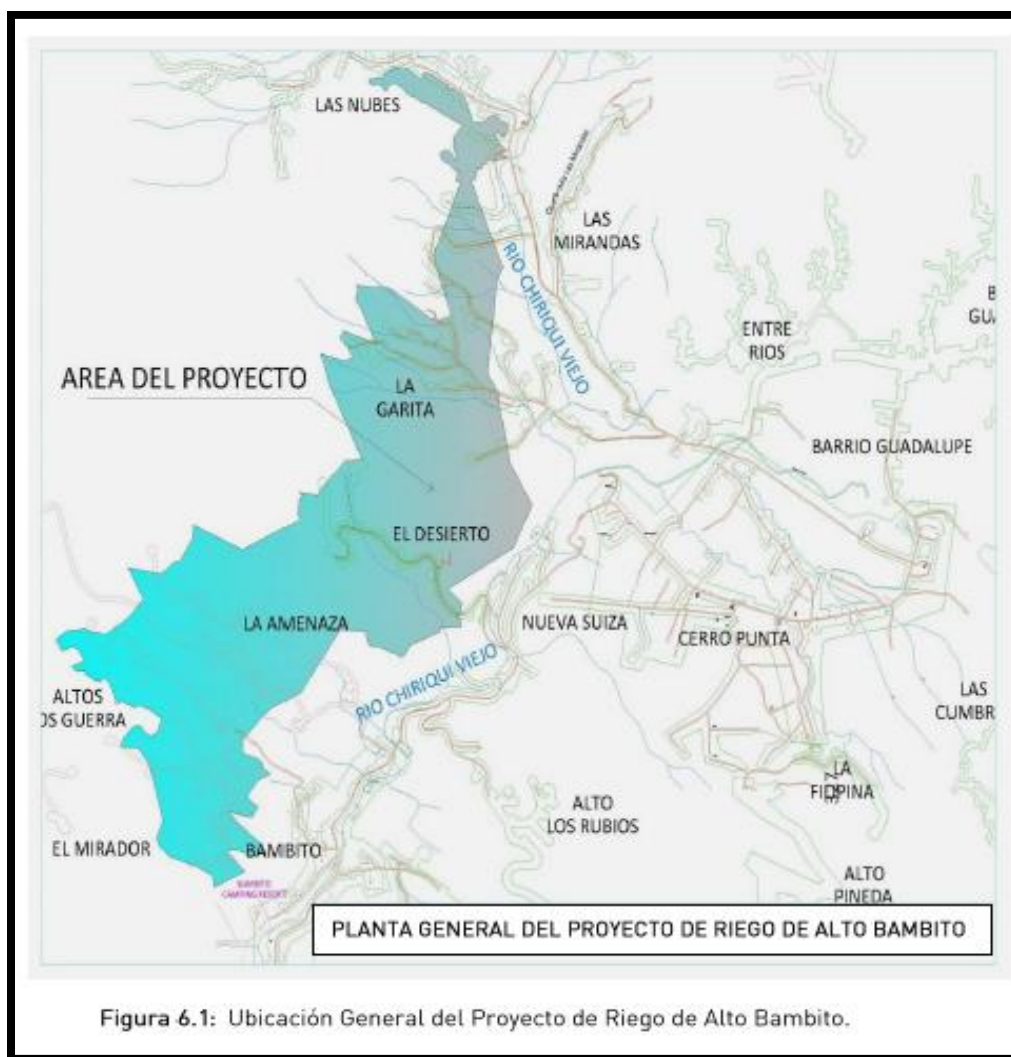 LAS NUBES
LAS
MIRANDAS
RIO CHIRIQUI VIEJO
ENTRE
RIOS
B
GUA
AREA DEL PROYECTO
LA
GARITA
BARRIO GUADALUPE
EL DESIERTO
LA AMENAZA
NUEVA SUIZA
CERRO PUNTA
RIO CHIRIQUI VIEJO
ALTOS
OS GUERRA
LAS
CUMBR
LA
ALTO
LOS RUBIOS
EL MIRADOR
BAMBITO
ALTO
PINEDA
BAMBITO
PLANTA GENERAL DEL PROYECTO DE RIEGO DE ALTO BAMBITO
Figura 6.1: Ubicación General del Proyecto de Riego de Alto Bambito.